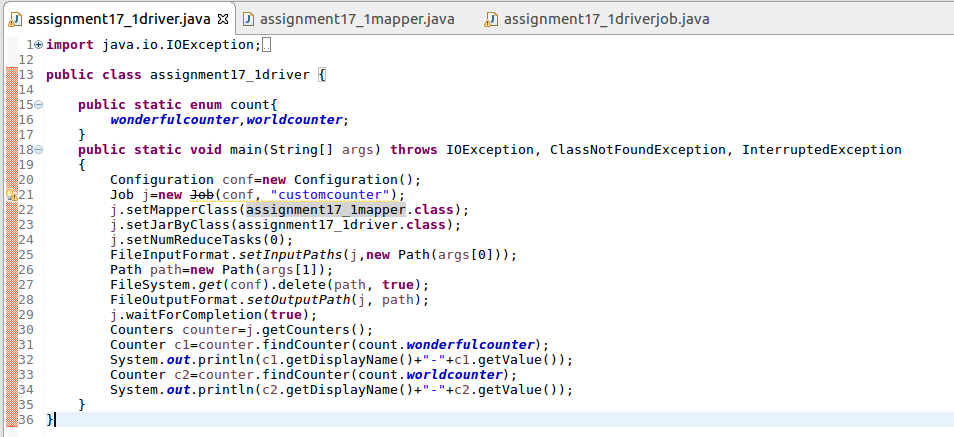 assignment17_1driver.java assignment17_1mapper.java assignment17_1driverjob.java
1 import java.io.IOException;
12
13 public class assignment17_1driver {
14
15     public static enum count{
16         wonderfulcounter,worldcounter;
17     }
18     public static void main(String[] args) throws IOException, ClassNotFoundException, InterruptedException
19     {
20         Configuration conf=new Configuration();
21         Job j=new Job(conf, "customcounter");
22         j.setMapperClass(assignment17_1mapper.class);
23         j.setJarByClass(assignment17_1driver.class);
24         j.setNumReduceTasks(0);
25         FileInputFormat.setInputPaths(j,new Path(args[0]));
26         Path path=new Path(args[1]);
27         FileSystem.get(conf).delete(path, true);
28         FileOutputFormat.setOutputPath(j, path);
29         j.waitForCompletion(true);
30         Counters counter=j.getCounters();
31         Counter c1=counter.findCounter(count.wonderfulcounter);
32         System.out.println(c1.getDisplayName()+"-"+c1.getValue());
33         Counter c2=counter.findCounter(count.worldcounter);
34         System.out.println(c2.getDisplayName()+"-"+c2.getValue());
35     }
36 }